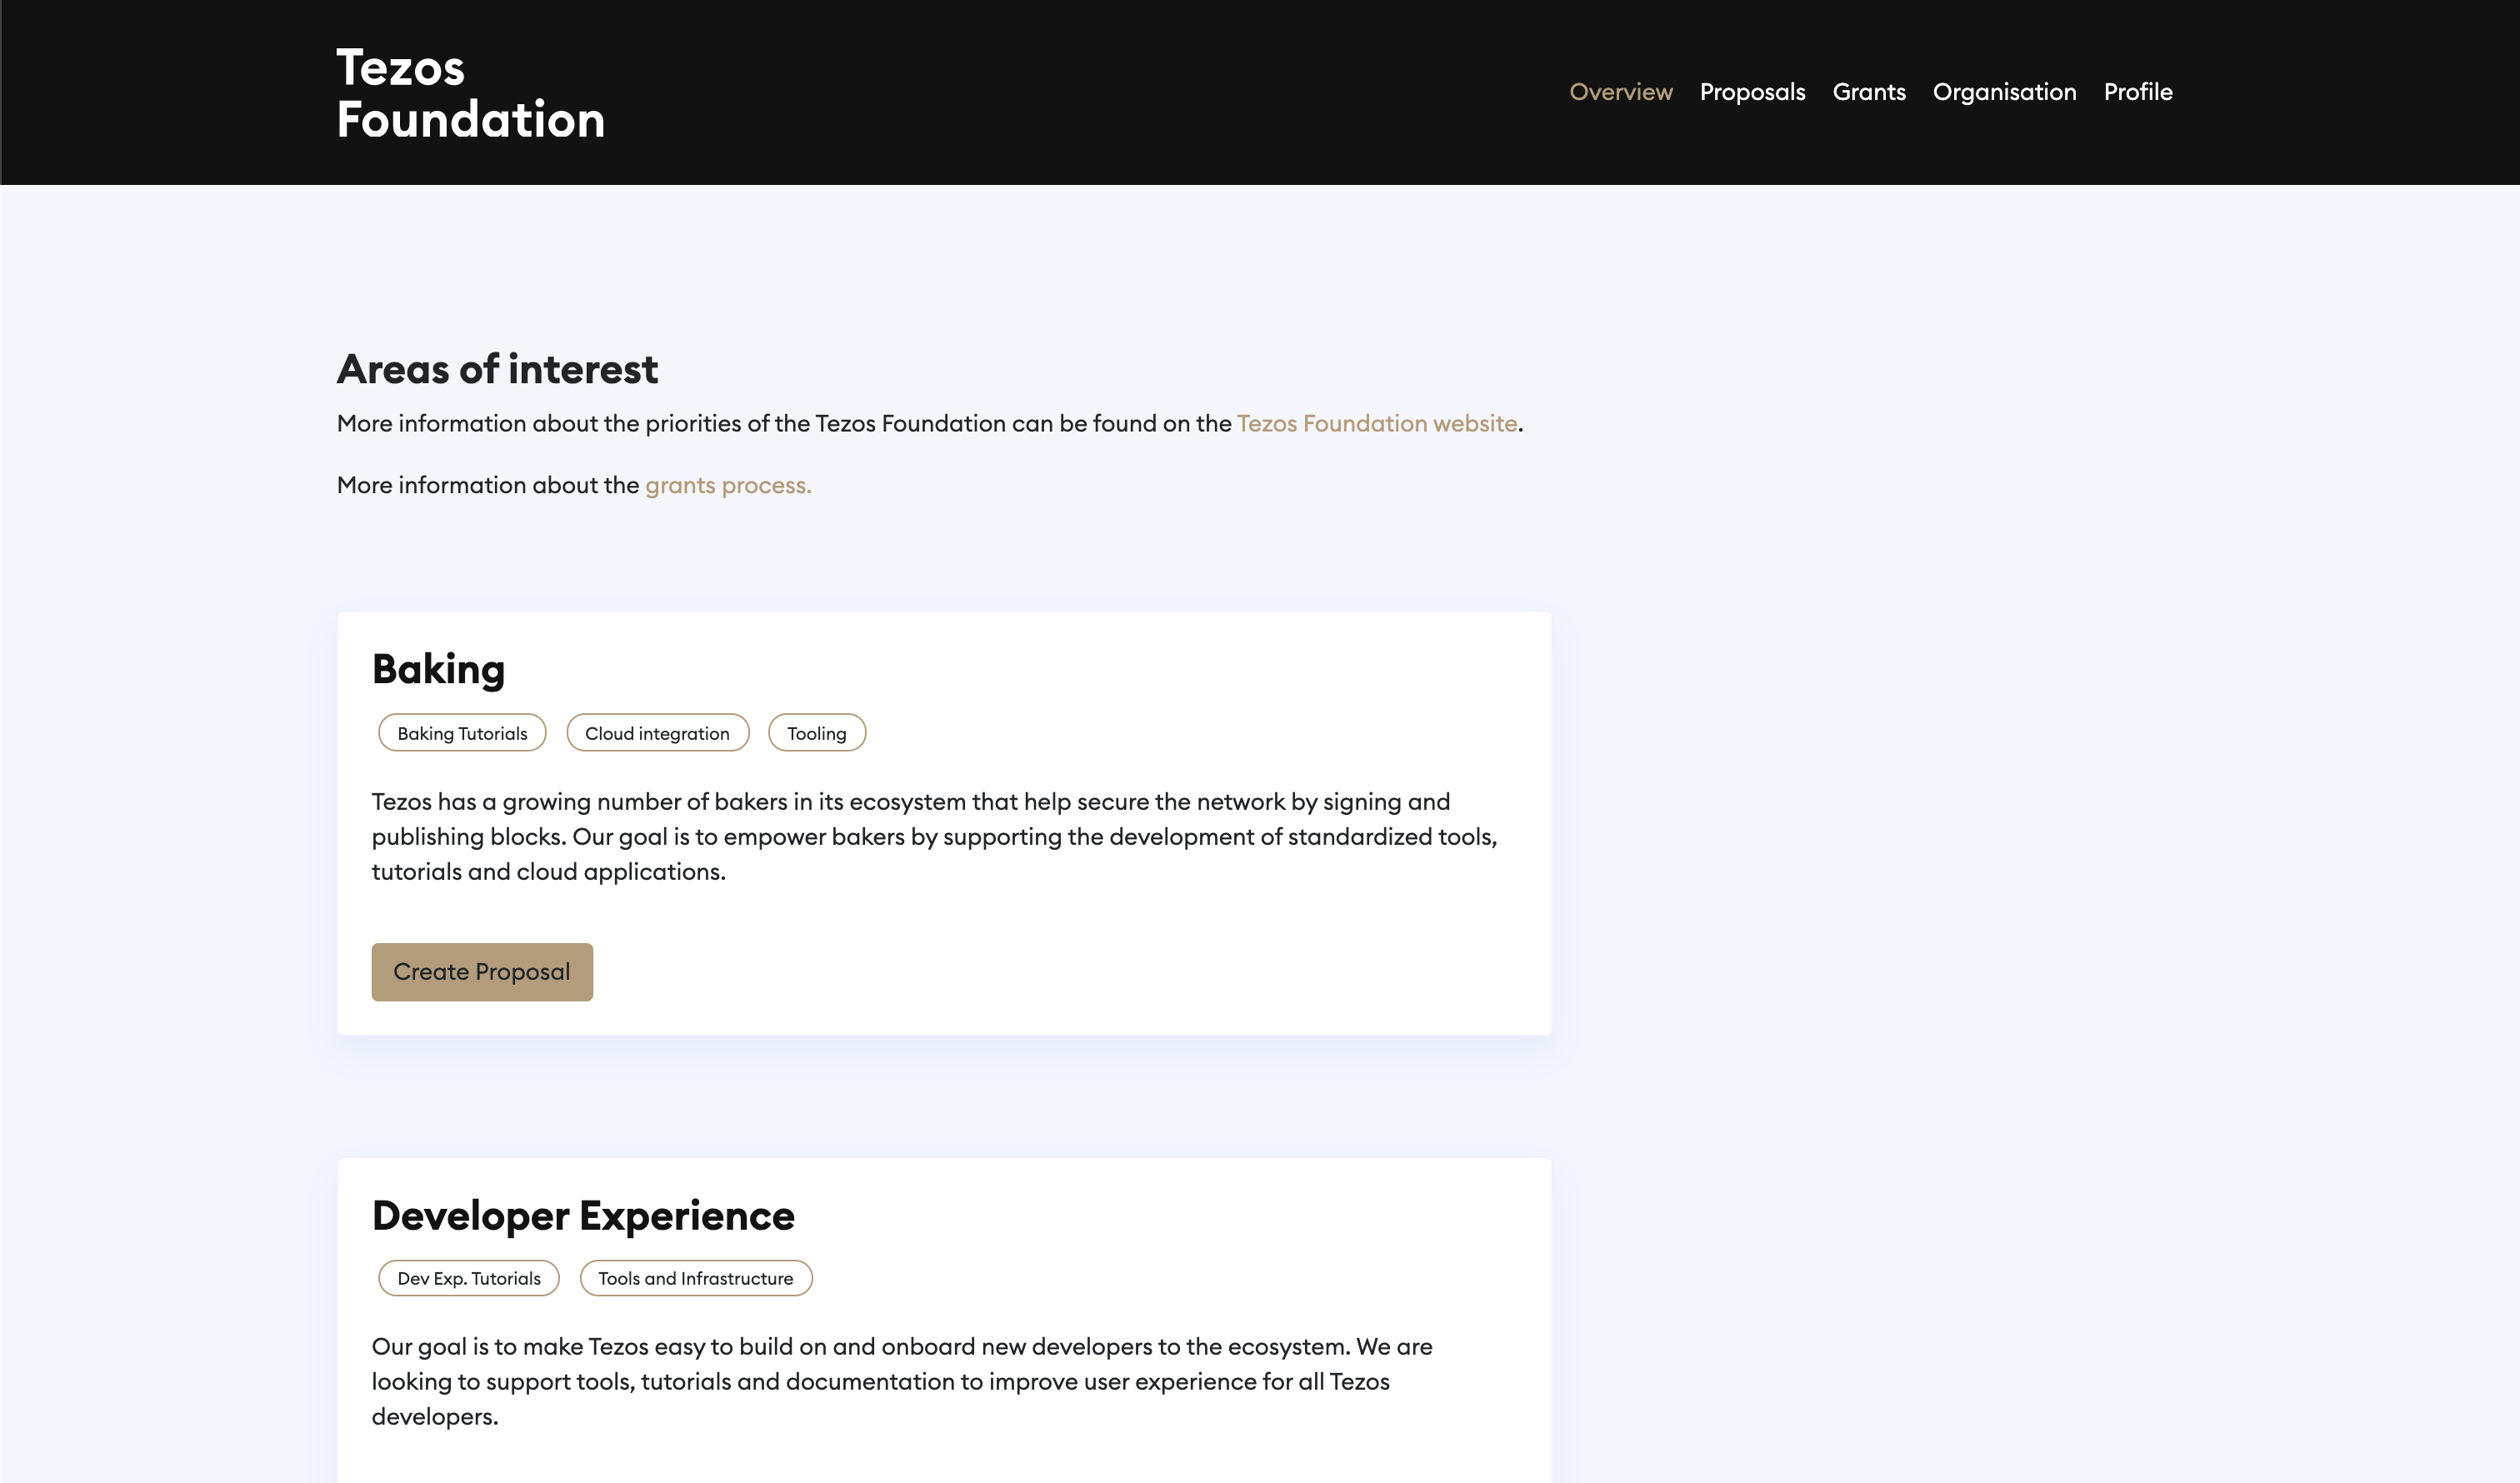 Tezos
Foundation
Overview Proposals Grants Organisation Profile
Areas of interest
More information about the priorities of the Tezos Foundation can be found on the Tezos Foundation website.
More information about the grants process.
Baking
Baking Tutorials Cloud integration Tooling
Tezos has a growing number of bakers in its ecosystem that help secure the network by signing and
publishing blocks. Our goal is to empower bakers by supporting the development of standardized tools,
tutorials and cloud applications.
Create Proposal
Developer Experience
Dev Exp. Tutorials Tools and Infrastructure
Our goal is to make Tezos easy to build on and onboard new developers to the ecosystem. We are
looking to support tools, tutorials and documentation to improve user experience for all Tezos
developers.